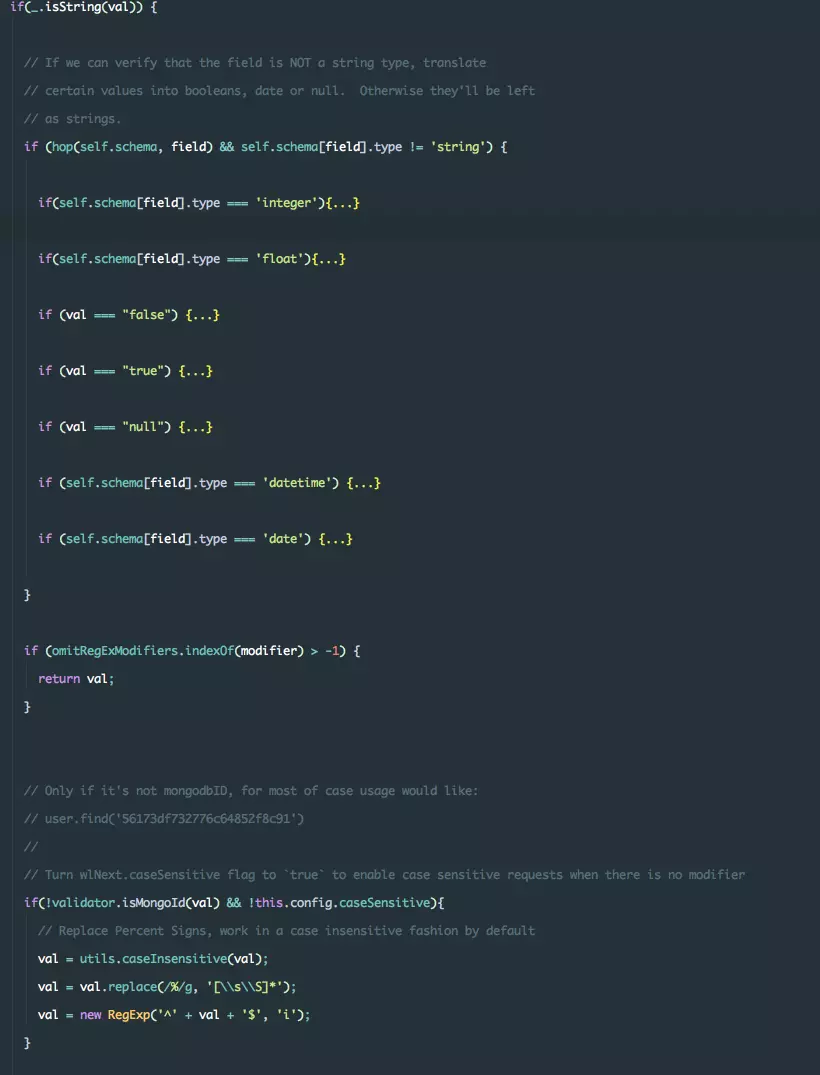 if(_.isString(val)) {
// If we can verify that the field is NOT a string type, translate
// certain values into booleans, date or null.  Otherwise they'll be left
// as strings.
if (hop(self.schema, field) && self.schema[field].type != 'string') {
if(self.schema[field].type === 'integer'){...}
if(self.schema[field].type === 'float'){...}
if (val === "false") {...}
if (val === "true") {...}
if (val === "null") {...}
if (self.schema[field].type === 'datetime') {...}
if (self.schema[field].type === 'date') {...}
}
if (omitRegExModifiers.indexOf(modifier) > -1) {
return val;
}
// Only if it's not mongodbID, for most of case usage would like:
// user.find('56173df732776c64852f8c91')
//
// Turn wlNext.caseSensitive flag to `true` to enable case sensitive requests when there is no modifier
if(!validator.isMongoId(val) && !this.config.caseSensitive){
// Replace Percent Signs, work in a case insensitive fashion by default
val = utils.caseInsensitive(val);
val = val.replace(/%/g, '[\\s\\S]*');
val = new RegExp('^' + val + '$', 'i');
}